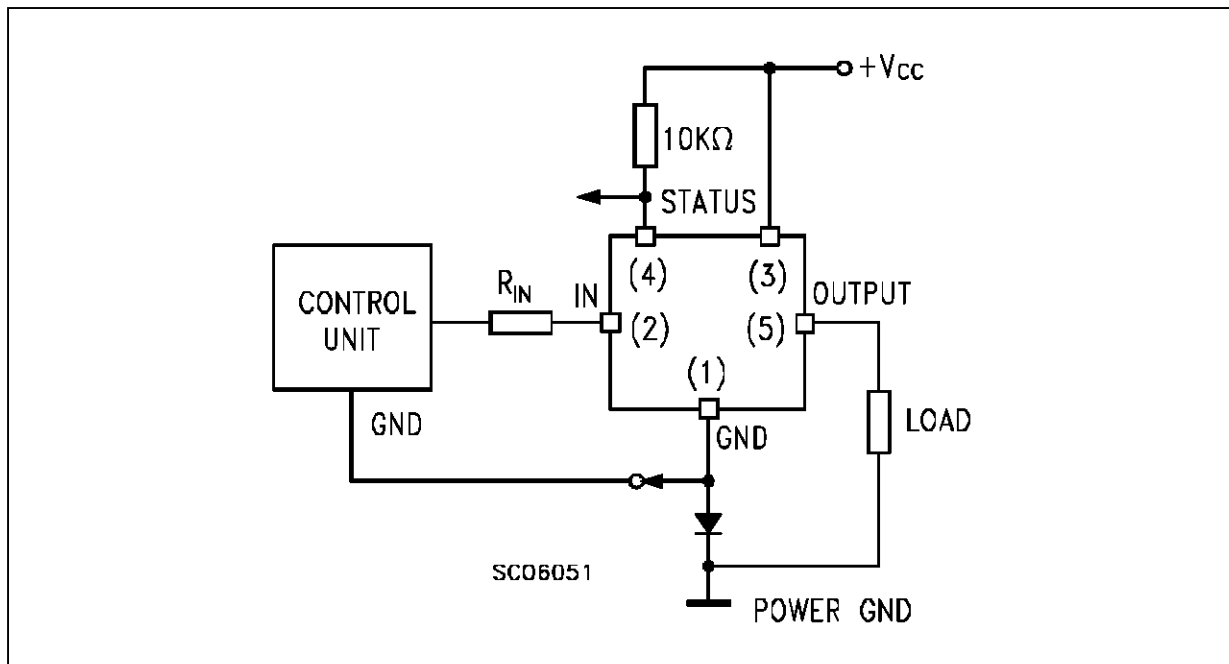 +VCC
10KΩ
STATUS
(4)
(3)
CONTROL
UNIT
RIN
IN
(2)
OUTPUT
(5)
(1)
GND
GND
LOAD
SC06051
POWER GND